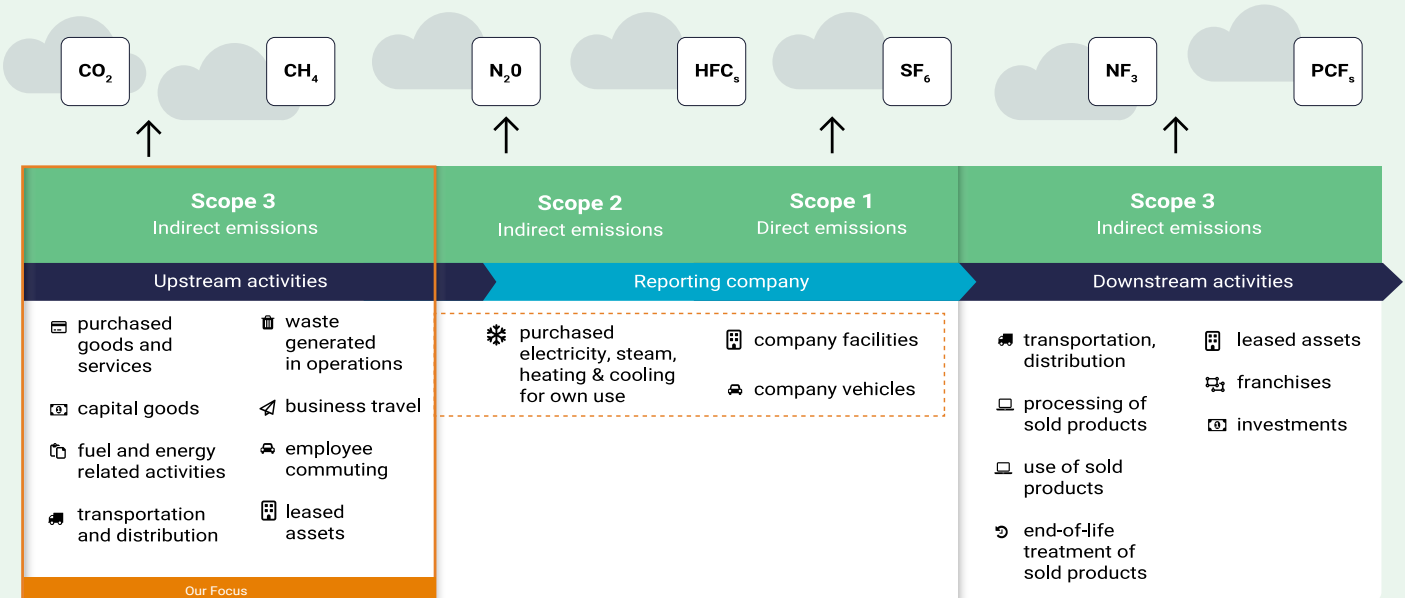 CO₂
CH₄
N₂0
HFCₛ
SF₆
NF₃
PCFₛ
Scope 3
Indirect emissions
Scope 2
Indirect emissions
Scope 1
Direct emissions
Scope 3
Indirect emissions
Upstream activities
Reporting company
Downstream activities
purchased
goods and
services
capital goods
fuel and energy
related activities
transportation
and distribution
waste
generated
in operations
business travel
employee
commuting
leased
assets
purchased
electricity, steam,
heating & cooling
for own use
company facilities
company vehicles
transportation,
distribution
processing of
sold products
use of sold
products
end-of-life
treatment of
sold products
leased assets
franchises
investments
Our Focus